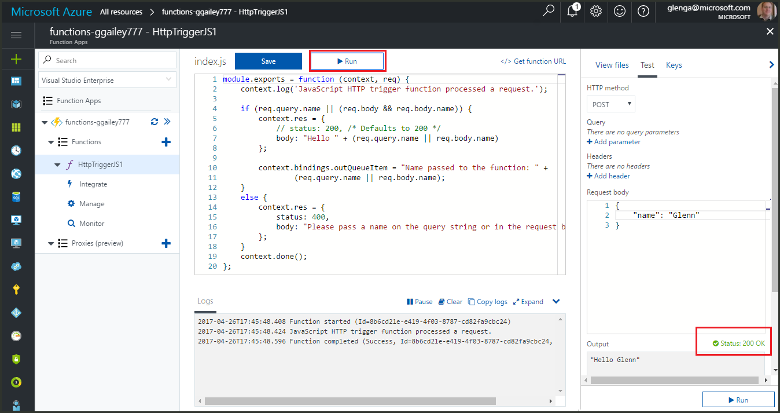 Microsoft Azure All resources > functions-ggailey777 - HttpTriggerJS1
1
glenga@microsoft.com
MICROSOFT
functions-ggailey777 - HttpTriggerJS1
Function Apps
Search
Visual Studio Enterprise
Function Apps
functions-ggailey777
Functions
HttpTriggerJS1
Integrate
Manage
Monitor
Proxies (preview)
index.js
Save
Run
</> Get function URL
1 module.exports = function (context, req) {
2 context.log('JavaScript HTTP trigger function processed a request.');
3
4 if (req.query.name || (req.body && req.body.name)) {
5 context.res = {
6 // status: 200, /* Defaults to 200 */
7 body: "Hello " + (req.query.name || req.body.name)
8 };
9
10 context.bindings.outQueueItem = "Name passed to the function: " +
11 (req.query.name || req.body.name);
12 }
13 else {
14 context.res = {
15 status: 400,
16 body: "Please pass a name on the query string or in the request b
17 };
18 }
19 context.done();
20 };
Logs
Pause
Clear
Copy logs
Expand
2017-04-26T17:45:48.408 Function started (Id=8b6cd21e-e419-4f03-8787-cd82fa9cbc24)
2017-04-26T17:45:48.424 JavaScript HTTP trigger function processed a request.
2017-04-26T17:45:48.596 Function completed (Success, Id=8b6cd21e-e419-4f03-8787-cd82fa9cbc24,
View files
Test
Keys
HTTP method
POST
Query
There are no query parameters
+ Add parameter
Headers
There are no headers
+ Add header
Request body
1 {
2 "name": "Glenn"
3 }
Output
Status: 200 OK
"Hello Glenn"
Run